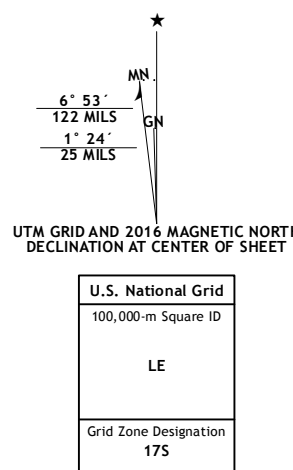 ★
MN
6° 53´
122 MILS
GN
1° 24´
25 MILS
UTM GRID AND 2016 MAGNETIC NORTH
DECLINATION AT CENTER OF SHEET
U.S. National Grid
100,000-m Square ID
LE
Grid Zone Designation
17S